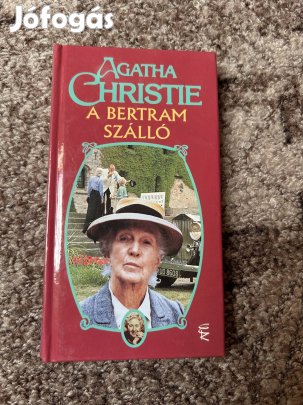 Jófogás
AGATHA
CHRISTIE
A BERTRAM
SZÁLLÓ